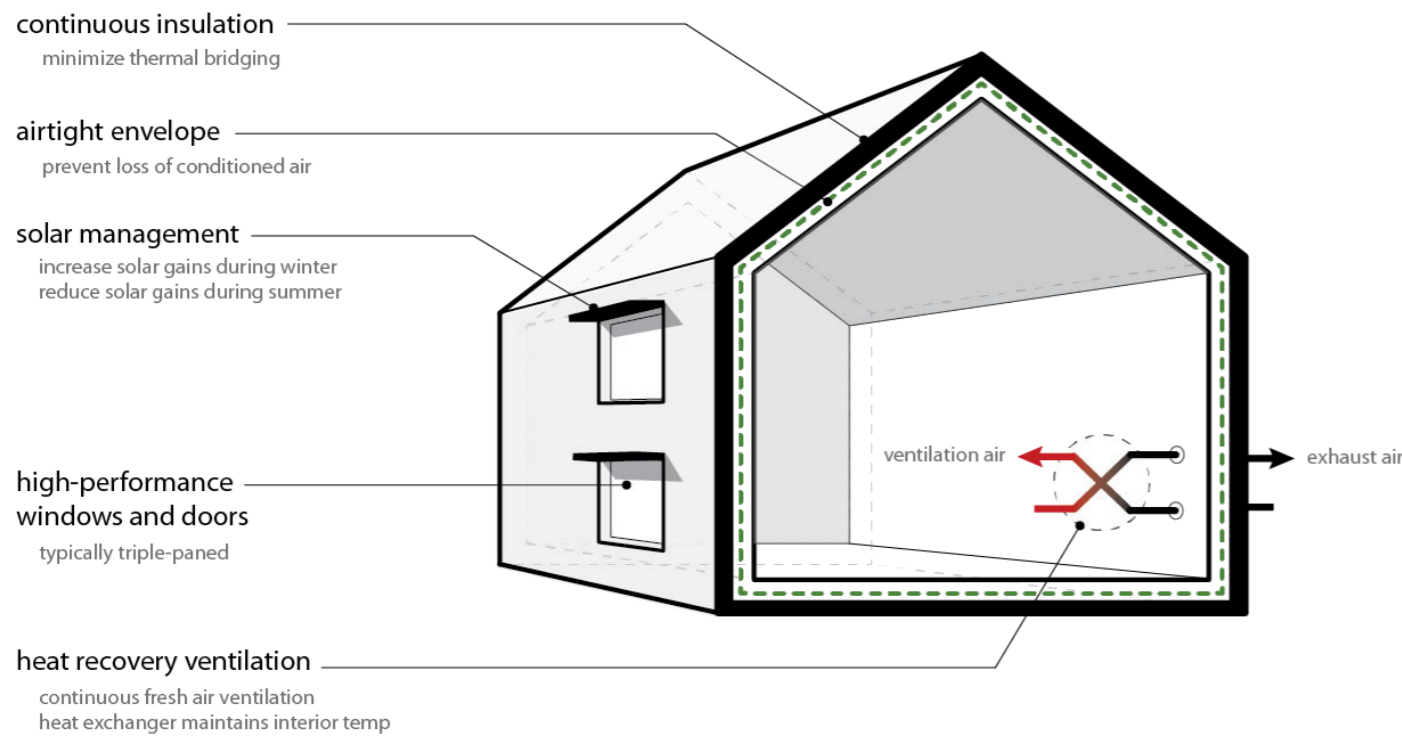 continuous insulation
minimize thermal bridging
airtight envelope
prevent loss of conditioned air
solar management
increase solar gains during winter
reduce solar gains during summer
high-performance
windows and doors
typically triple-paned
heat recovery ventilation
continuous fresh air ventilation
heat exchanger maintains interior temp
ventilation air
exhaust air